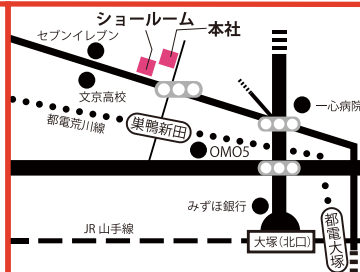 ショールーム
本社
セブンイレブン
文京高校
一心病院
都電荒川線
巣鴨新田
OMO5
みずほ銀行
都電大塚
JR 山手線
大塚(北口)